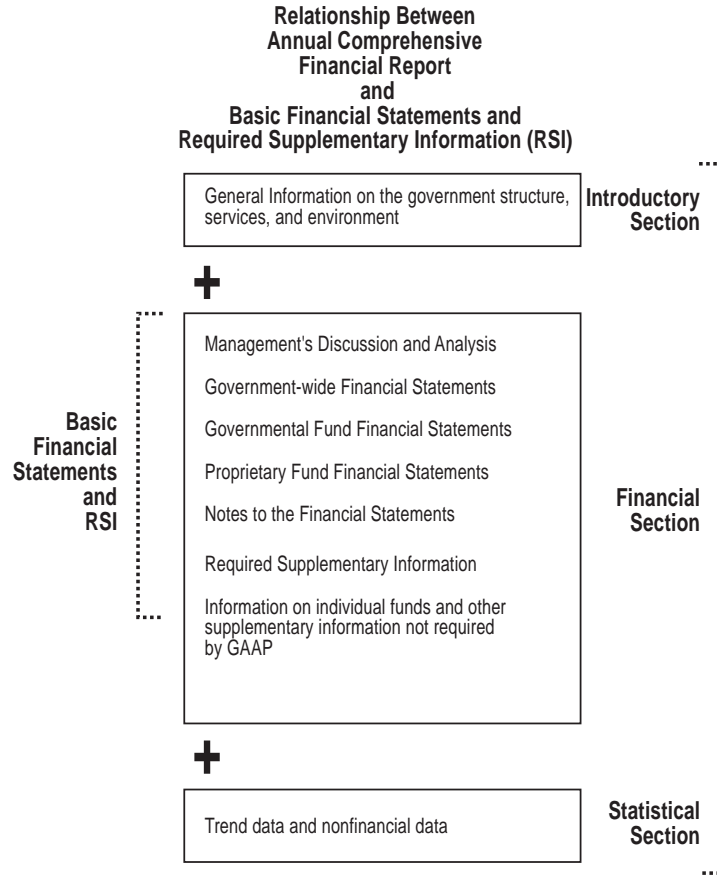 Relationship Between
Annual Comprehensive
Financial Report
and
Basic Financial Statements and
Required Supplementary Information (RSI)
General Information on the government structure,
services, and environment
Introductory
Section
+
Basic
Financial
Statements
and
RSI
Management's Discussion and Analysis
Government-wide Financial Statements
Governmental Fund Financial Statements
Proprietary Fund Financial Statements
Notes to the Financial Statements
Required Supplementary Information
Information on individual funds and other
supplementary information not required
by GAAP
Financial
Section
+
Trend data and nonfinancial data
Statistical
Section